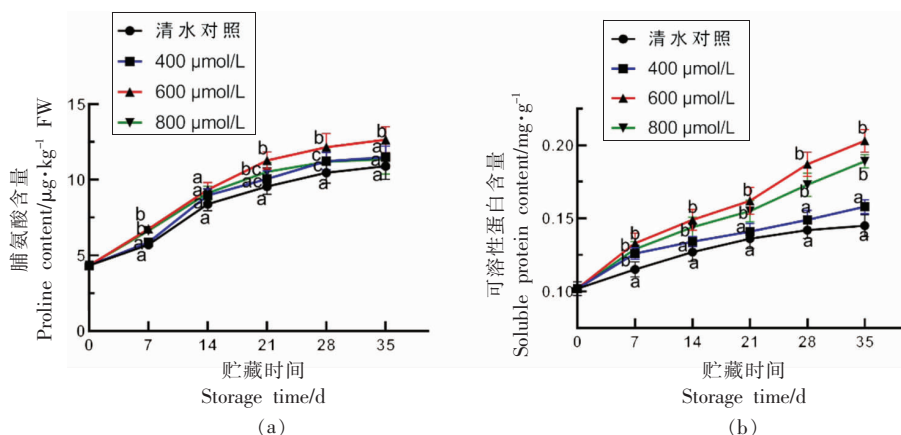 清水对照
400 μmol/L
600 μmol/L
800 μmol/L
脯氨酸含量
Proline content/μg·kg⁻¹ FW
15
10
5
0
b
b
a
a
a
a
a
a
b
bc
ac
a
b
c
c
a
b
a
a
a
0 7 14 21 28 35
贮藏时间
Storage time/d
(a)
清水对照
400 μmol/L
600 μmol/L
800 μmol/L
可溶性蛋白含量
Soluble protein content/mg·g⁻¹
0.20
0.15
0.10
b
b
b
a
b
b
a
a
b
b
a
a
b
b
a
a
b
b
a
a
0 7 14 21 28 35
贮藏时间
Storage time/d
(b)